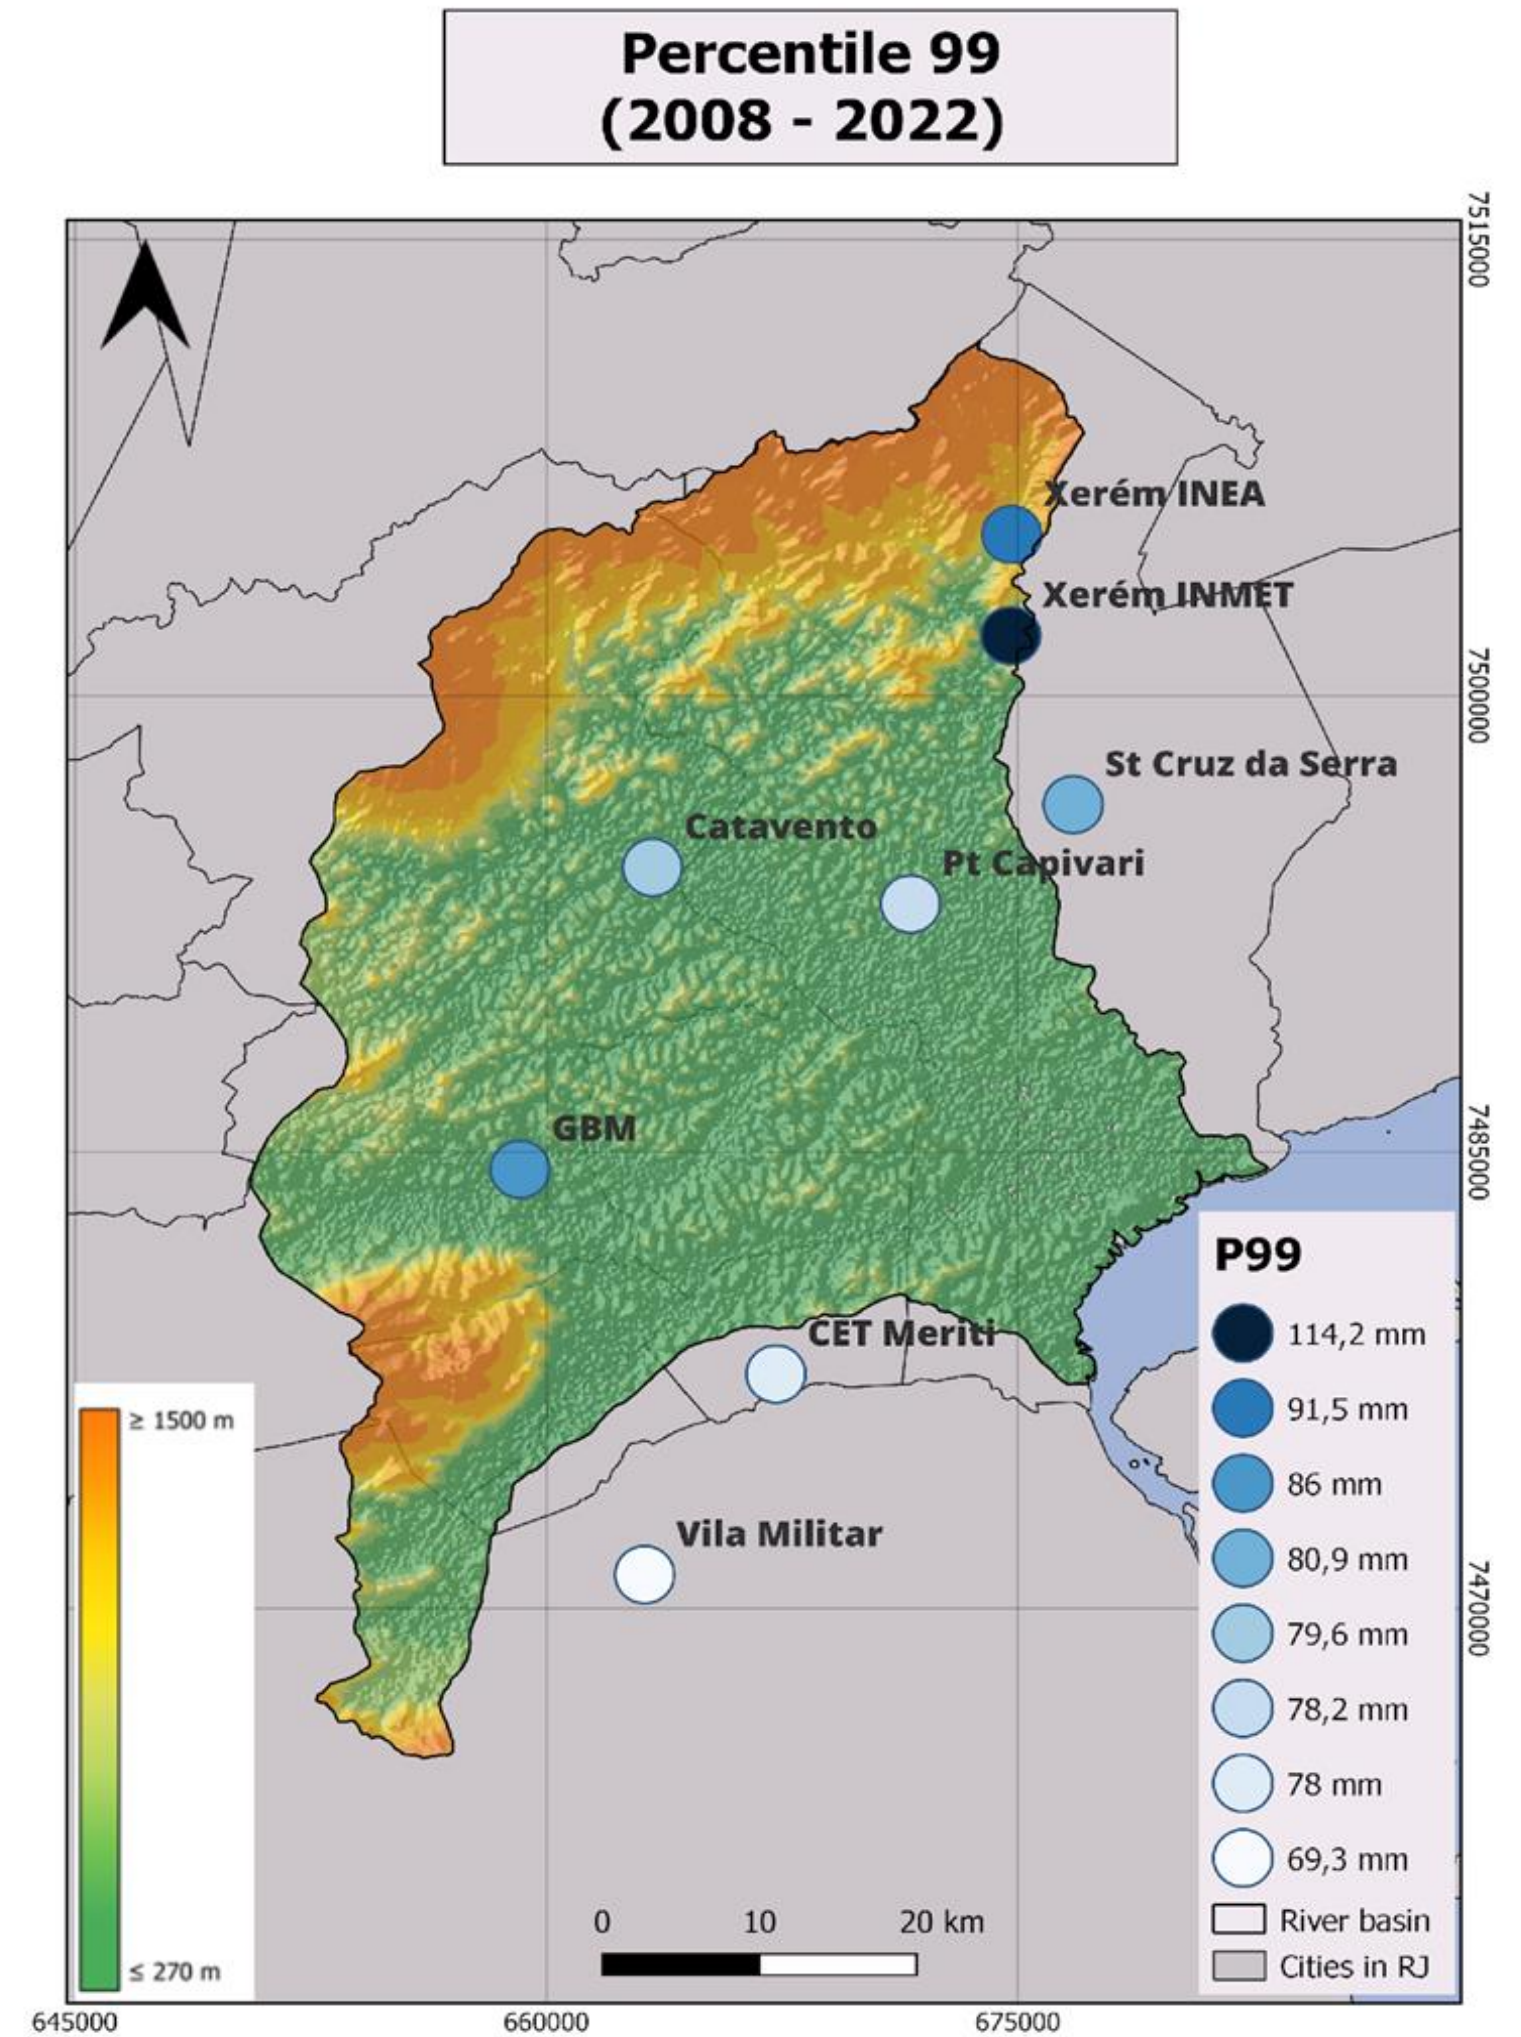 Percentile 99
(2008 - 2022)
7515000
Xerém INEA
Xerém INMET
7500000
St Cruz da Serra
Catavento
Pt Capivari
GBM
7485000
CET Meriti
Vila Militar
7470000
≥ 1500 m
≤ 270 m
P99
114,2 mm
91,5 mm
86 mm
80,9 mm
79,6 mm
78,2 mm
78 mm
69,3 mm
River basin
Cities in RJ
0 10 20 km
645000 660000 675000